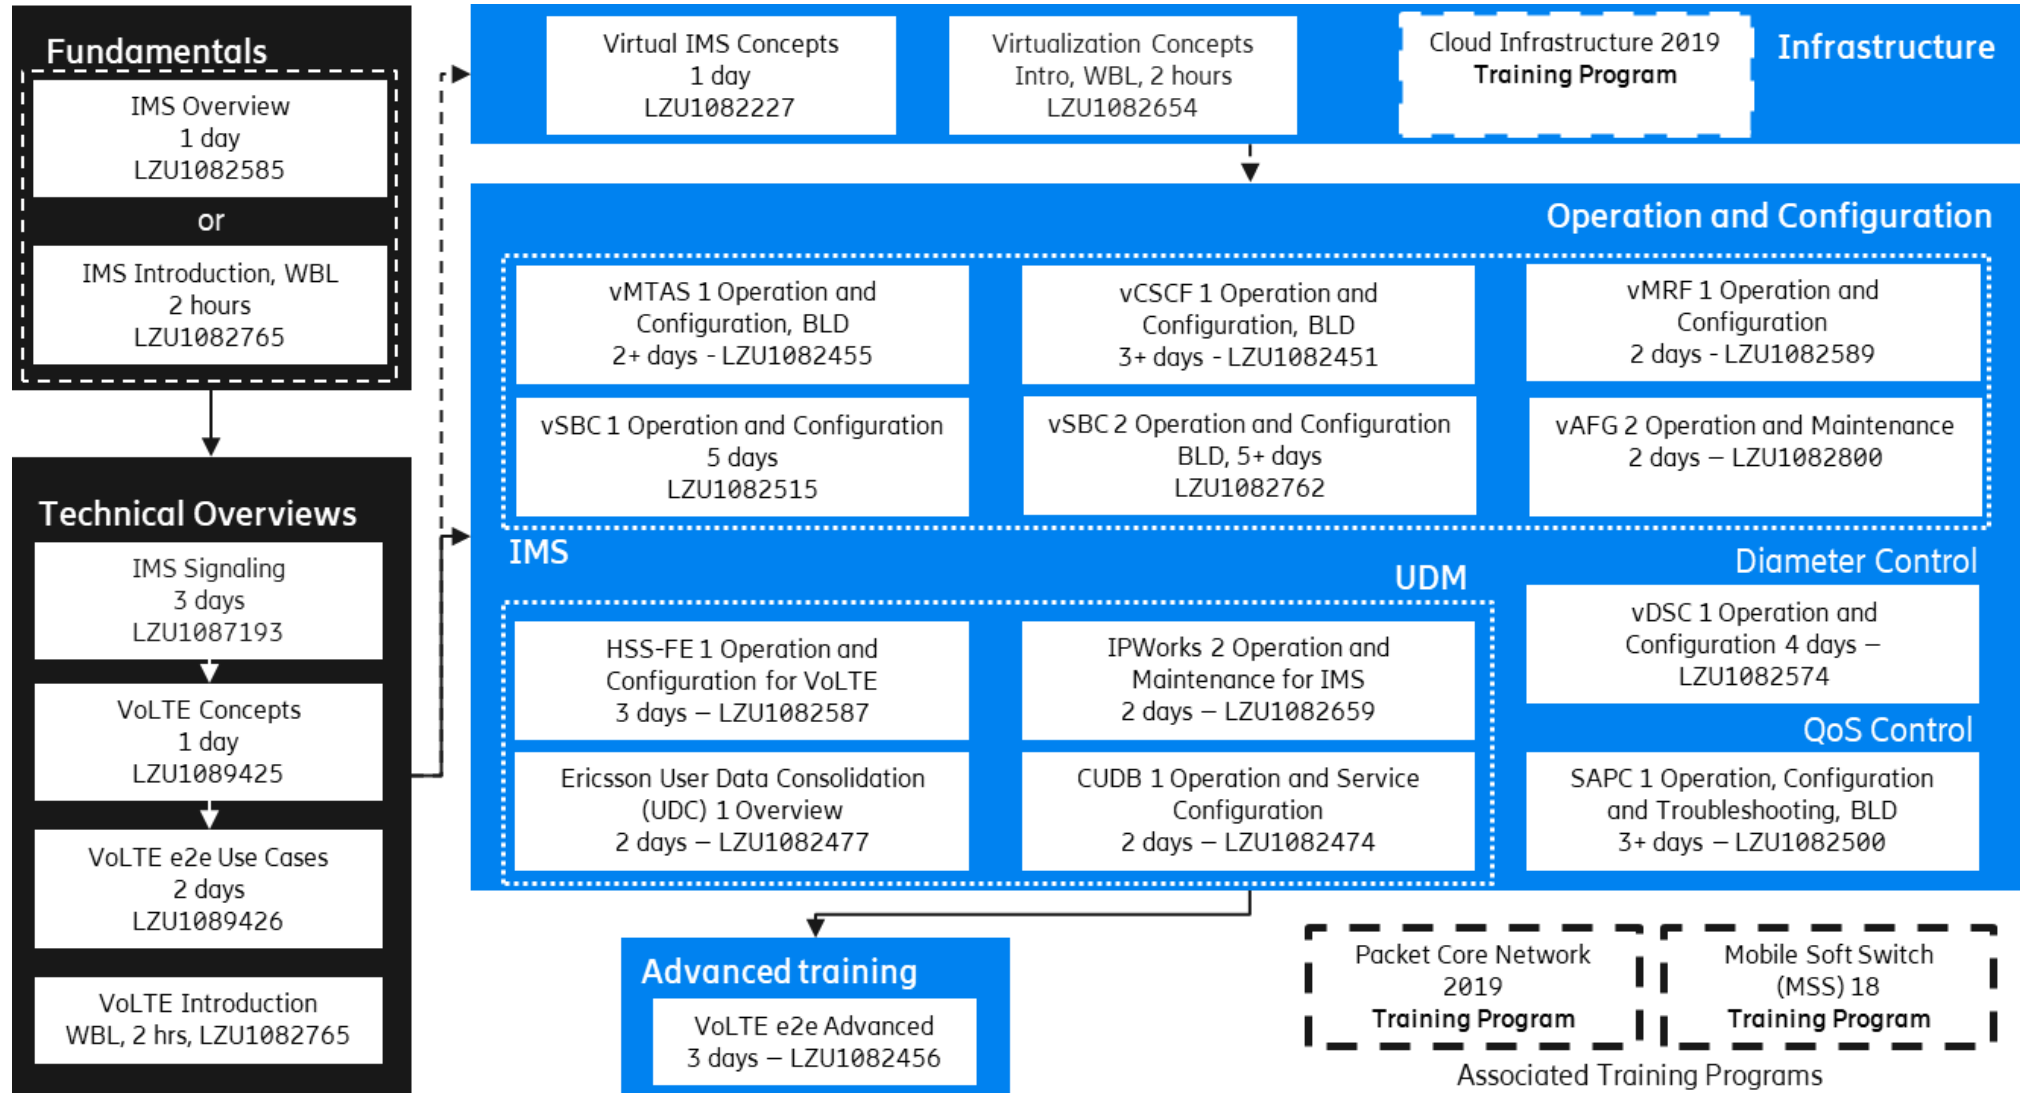 Fundamentals
IMS Overview
1 day
LZU1082585
or
IMS Introduction, WBL
2 hours
LZU1082765
Technical Overviews
IMS Signaling
3 days
LZU1087193
VoLTE Concepts
1 day
LZU1089425
VoLTE e2e Use Cases
2 days
LZU1089426
VoLTE Introduction
WBL, 2 hrs, LZU1082765
Infrastructure
Virtual IMS Concepts
1 day
LZU1082227
Virtualization Concepts
Intro, WBL, 2 hours
LZU1082654
Cloud Infrastructure 2019
Training Program
Operation and Configuration
vMTAS 1 Operation and
Configuration, BLD
2+ days - LZU1082455
vCSCF 1 Operation and
Configuration, BLD
3+ days - LZU1082451
vMRF 1 Operation and
Configuration
2 days - LZU1082589
vSBC 1 Operation and Configuration
5 days
LZU1082515
vSBC 2 Operation and Configuration
BLD, 5+ days
LZU1082762
vAFG 2 Operation and Maintenance
2 days – LZU1082800
IMS
UDM
HSS-FE 1 Operation and
Configuration for VoLTE
3 days – LZU1082587
IPWorks 2 Operation and
Maintenance for IMS
2 days – LZU1082659
Ericsson User Data Consolidation
(UDC) 1 Overview
2 days – LZU1082477
CUDB 1 Operation and Service
Configuration
2 days – LZU1082474
Diameter Control
vDSC 1 Operation and
Configuration 4 days –
LZU1082574
QoS Control
SAPC 1 Operation, Configuration
and Troubleshooting, BLD
3+ days – LZU1082500
Advanced training
VoLTE e2e Advanced
3 days – LZU1082456
Packet Core Network
2019
Training Program
Mobile Soft Switch
(MSS) 18
Training Program
Associated Training Programs